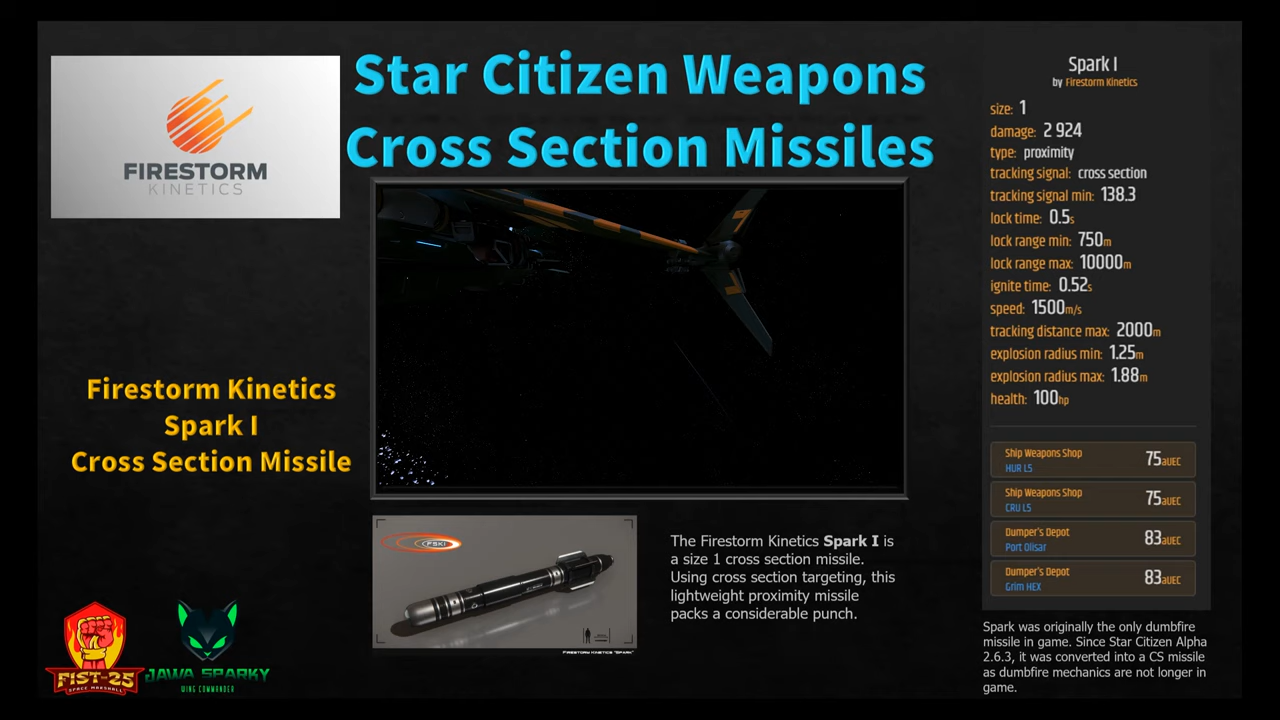 Star Citizen Weapons
Cross Section Missiles
FIRESTORM
KINETICS
Firestorm Kinetics
Spark I
Cross Section Missile
FSKI
FIRESTORM KINETICS "SPARK"
The Firestorm Kinetics Spark I is
a size 1 cross section missile.
Using cross section targeting, this
lightweight proximity missile
packs a considerable punch.
FIST-25
SPACE MARSHALL
JAWA SPARKY
WING COMMANDER
Spark I
by Firestorm Kinetics
size: 1
damage: 2 924
type: proximity
tracking signal: cross section
tracking signal min: 138.3
lock time: 0.5s
lock range min: 750m
lock range max: 10000m
ignite time: 0.52s
speed: 1500m/s
tracking distance max: 2000m
explosion radius min: 1.25m
explosion radius max: 1.88m
health: 100hp
Ship Weapons Shop
HUR L5
75aUEC
Ship Weapons Shop
CRU L5
75aUEC
Dumper's Depot
Port Olisar
83aUEC
Dumper's Depot
Grim HEX
83aUEC
Spark was originally the only dumbfire
missile in game. Since Star Citizen Alpha
2.6.3, it was converted into a CS missile
as dumbfire mechanics are not longer in
game.